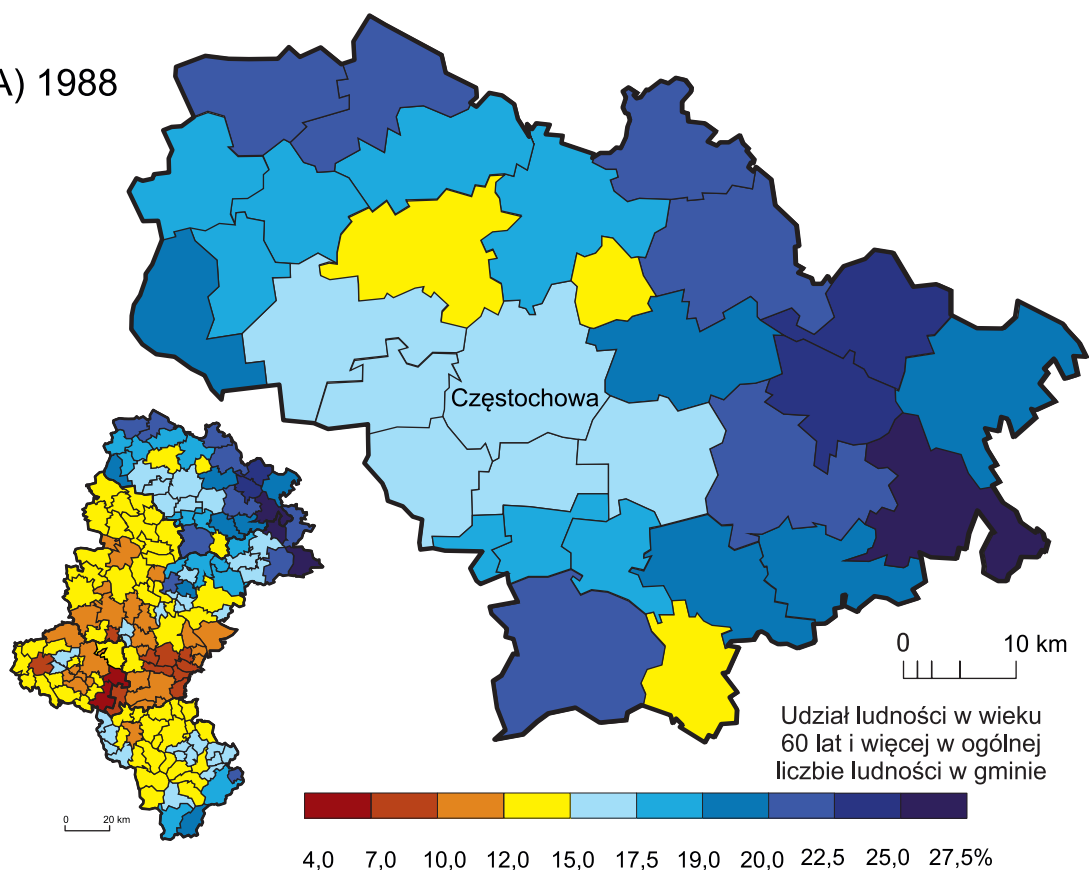 A) 1988
Częstochowa
0 10 km
Udział ludności w wieku
60 lat i więcej w ogólnej
liczbie ludności w gminie
0 20 km
4,0 7,0 10,0 12,0 15,0 17,5 19,0 20,0 22,5 25,0 27,5%